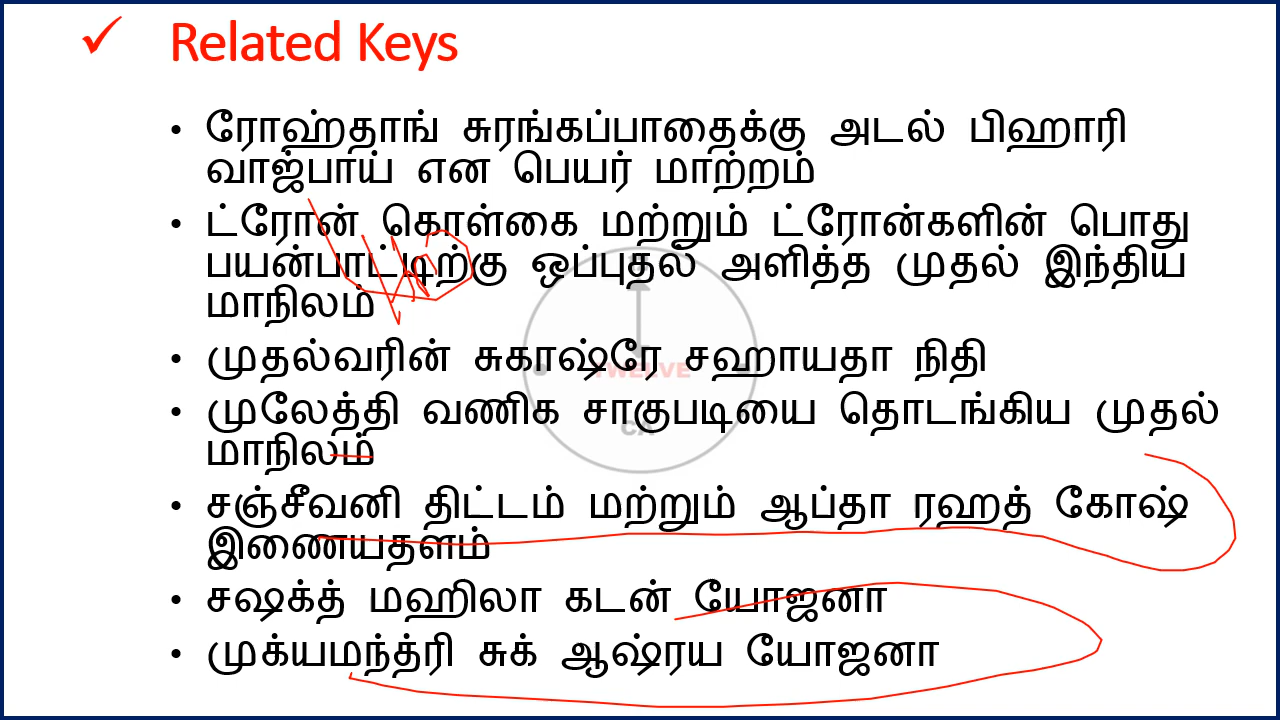 ✓ Related Keys
• ரோஹ்தாங் சுரங்கப்பாதைக்கு அடல் பிஹாரி
வாஜ்பாய் என பெயர் மாற்றம்
• ட்ரோன் கொள்கை மற்றும் ட்ரோன்களின் பொது
பயன்பாட்டிற்கு ஒப்புதல் அளித்த முதல் இந்திய
மாநிலம்
• முதல்வரின் சுகாஷ்ரே சஹாயதா நிதி
TWELVE
• முலேத்தி வணிக சாகுபடியை தொடங்கிய முதல்
மாநிலம்
• சஞ்சீவனி திட்டம் மற்றும் ஆப்தா ரஹத் கோஷ்
இணையதளம்
• சஷக்த் மஹிலா கடன் யோஜனா
• முக்யமந்த்ரி சுக் ஆஷ்ரய யோஜனா